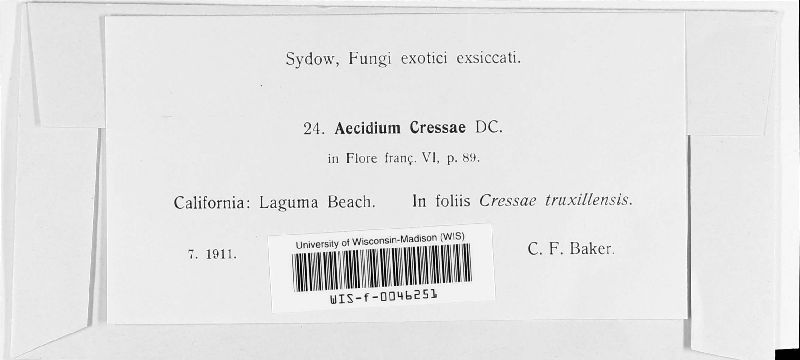 Sydow, Fungi exotici exsiccati.
24. Aecidium Cressae DC.
in Flore franç. VI, p. 89.
California: Laguma Beach. In foliis Cressae truxillensis.
7. 1911.
C. F. Baker.
University of Wisconsin-Madison (WIS)
WIS-f-0046251